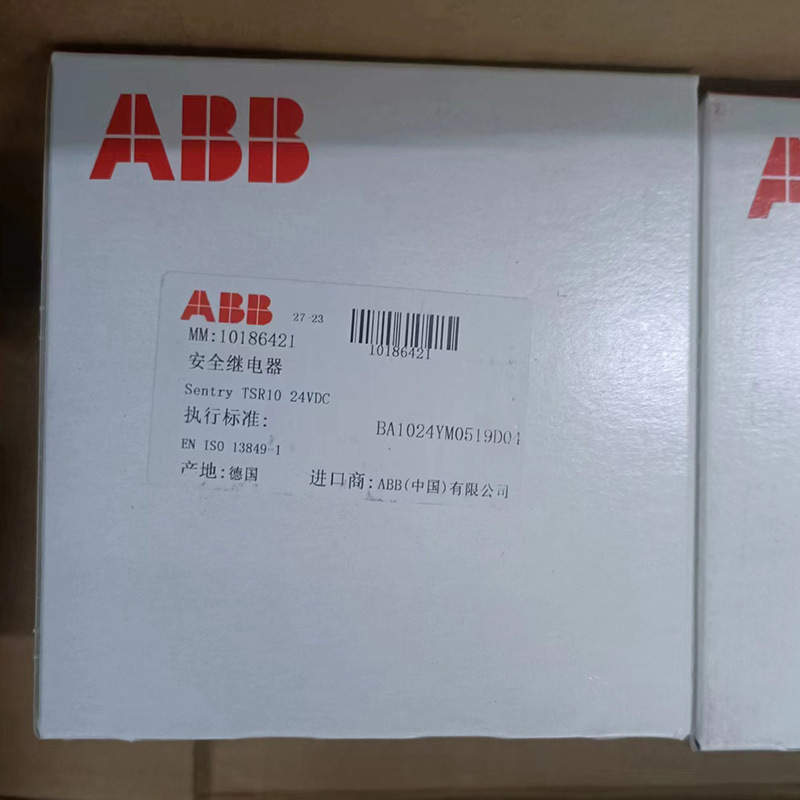 ABB
ABB 27-23
MM:10186421
10186421
安全继电器
Sentry TSR10 24VDC
执行标准:
BA1024YM0519D04
EN ISO 13849-1
产地:德国
进口商:ABB(中国)有限公司